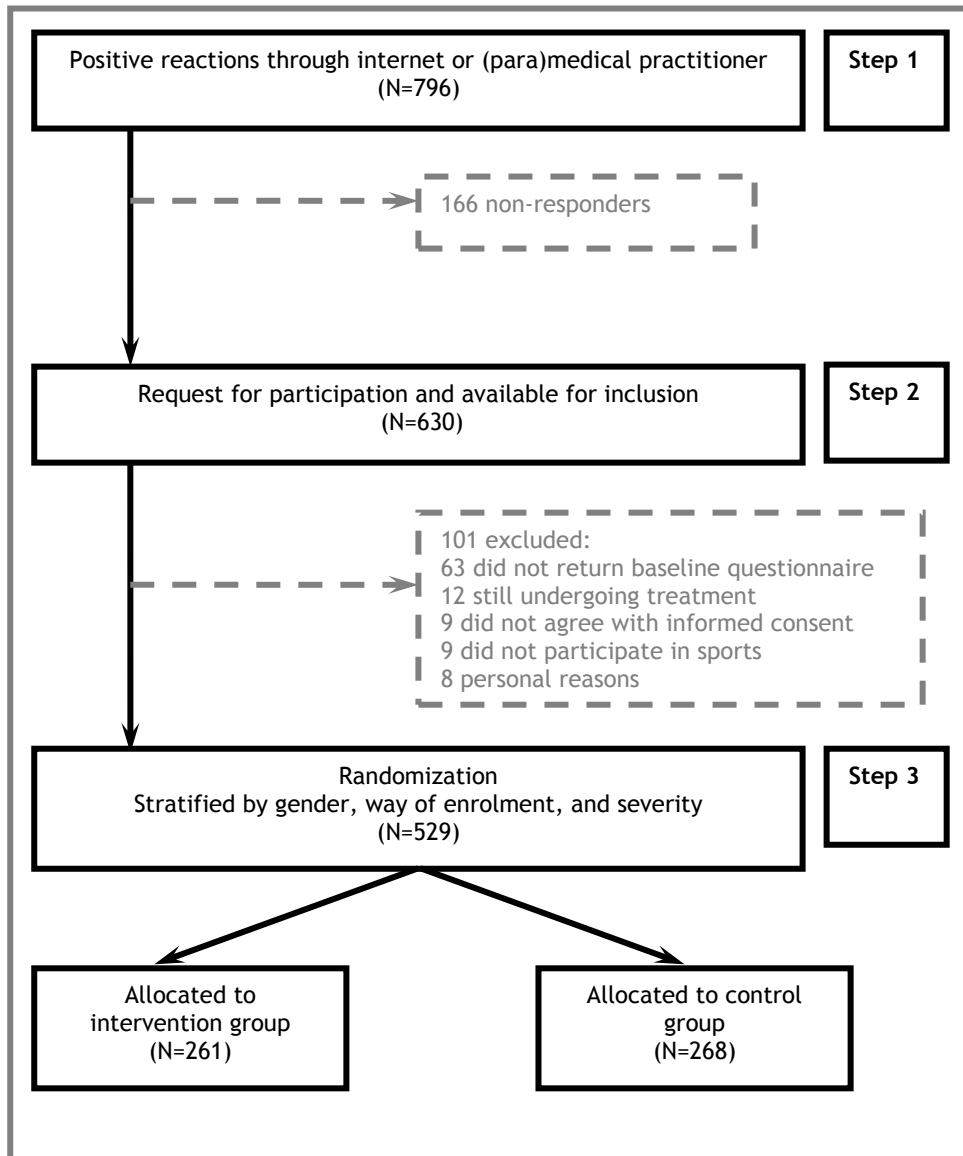 Positive reactions through internet or (para)medical practitioner
(N=796)
Step 1
166 non-responders
Request for participation and available for inclusion
(N=630)
Step 2
101 excluded:
63 did not return baseline questionnaire
12 still undergoing treatment
9 did not agree with informed consent
9 did not participate in sports
8 personal reasons
Randomization
Stratified by gender, way of enrolment, and severity
(N=529)
Step 3
Allocated to
intervention group
(N=261)
Allocated to control
group
(N=268)